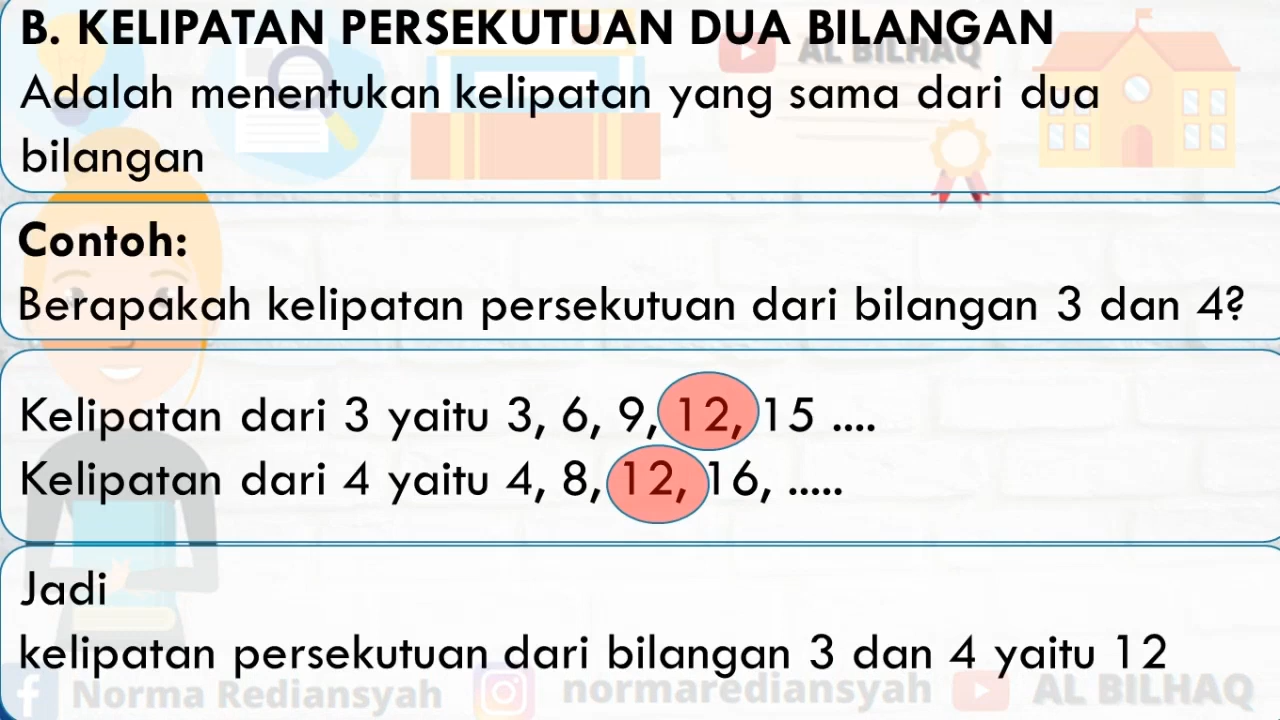 B. KELIPATAN PERSEKUTUAN DUA BILANGAN
AL BILHAQ
Adalah menentukan kelipatan yang sama dari dua
bilangan
Contoh:
Berapakah kelipatan persekutuan dari bilangan 3 dan 4?
Kelipatan dari 3 yaitu 3, 6, 9, 12, 15 ....
Kelipatan dari 4 yaitu 4, 8, 12, 16, .....
Jadi
kelipatan persekutuan dari bilangan 3 dan 4 yaitu 12
Norma Rediansyah normarediansyah AL BILHAQ